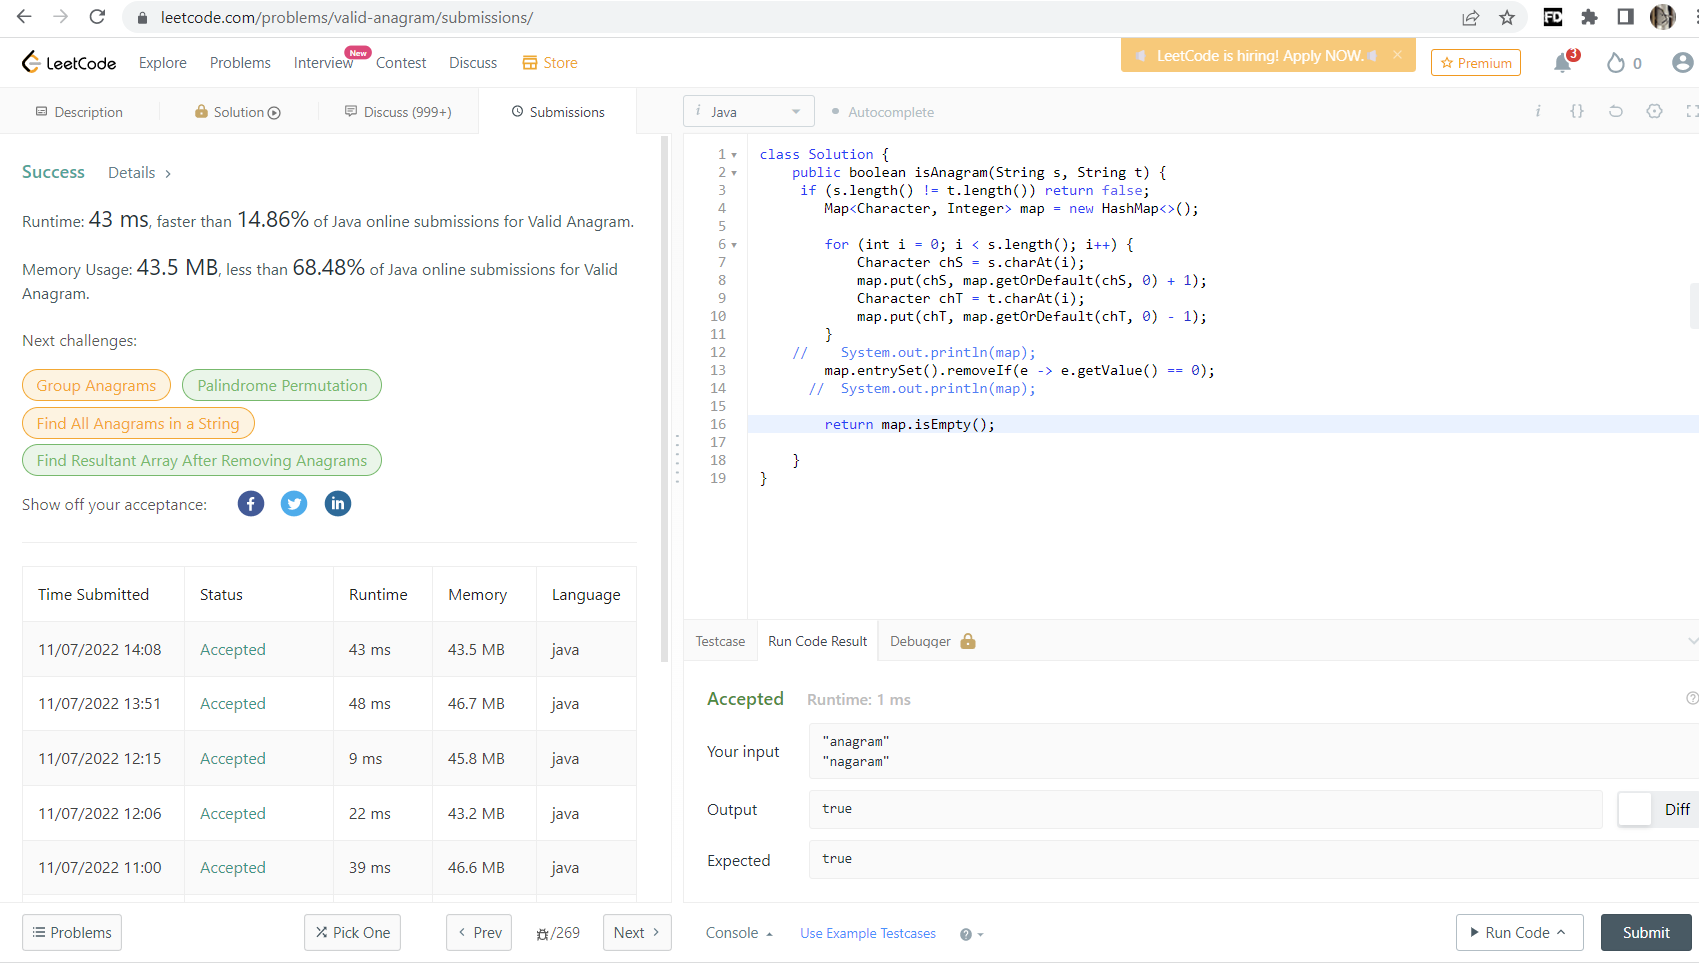 leetcode.com/problems/valid-anagram/submissions/
FD
LeetCode
Explore
Problems
Interview
New
Contest
Discuss
Store
LeetCode is hiring! Apply NOW.
×
Premium
3
0
Description
Solution
Discuss (999+)
Submissions
i Java
Autocomplete
i
{}
Success
Details >
Runtime: 43 ms, faster than 14.86% of Java online submissions for Valid Anagram.
Memory Usage: 43.5 MB, less than 68.48% of Java online submissions for Valid
Anagram.
Next challenges:
Group Anagrams
Palindrome Permutation
Find All Anagrams in a String
Find Resultant Array After Removing Anagrams
Show off your acceptance:
f
in
Time Submitted Status Runtime Memory Language
11/07/2022 14:08 Accepted 43 ms 43.5 MB java
11/07/2022 13:51 Accepted 48 ms 46.7 MB java
11/07/2022 12:15 Accepted 9 ms 45.8 MB java
11/07/2022 12:06 Accepted 22 ms 43.2 MB java
11/07/2022 11:00 Accepted 39 ms 46.6 MB java
1 class Solution {
2 public boolean isAnagram(String s, String t) {
3 if (s.length() != t.length()) return false;
4 Map<Character, Integer> map = new HashMap<>();
5
6 for (int i = 0; i < s.length(); i++) {
7 Character chS = s.charAt(i);
8 map.put(chS, map.getOrDefault(chS, 0) + 1);
9 Character chT = t.charAt(i);
10 map.put(chT, map.getOrDefault(chT, 0) - 1);
11 }
12 // System.out.println(map);
13 map.entrySet().removeIf(e -> e.getValue() == 0);
14 // System.out.println(map);
15
16 return map.isEmpty();
17
18 }
19 }
Testcase
Run Code Result
Debugger
Accepted
Runtime: 1 ms
?
Your input
"anagram"
"nagaram"
Output
true
Diff
Expected
true
Problems
Pick One
< Prev
/269
Next >
Console
Use Example Testcases
?
Run Code
Submit